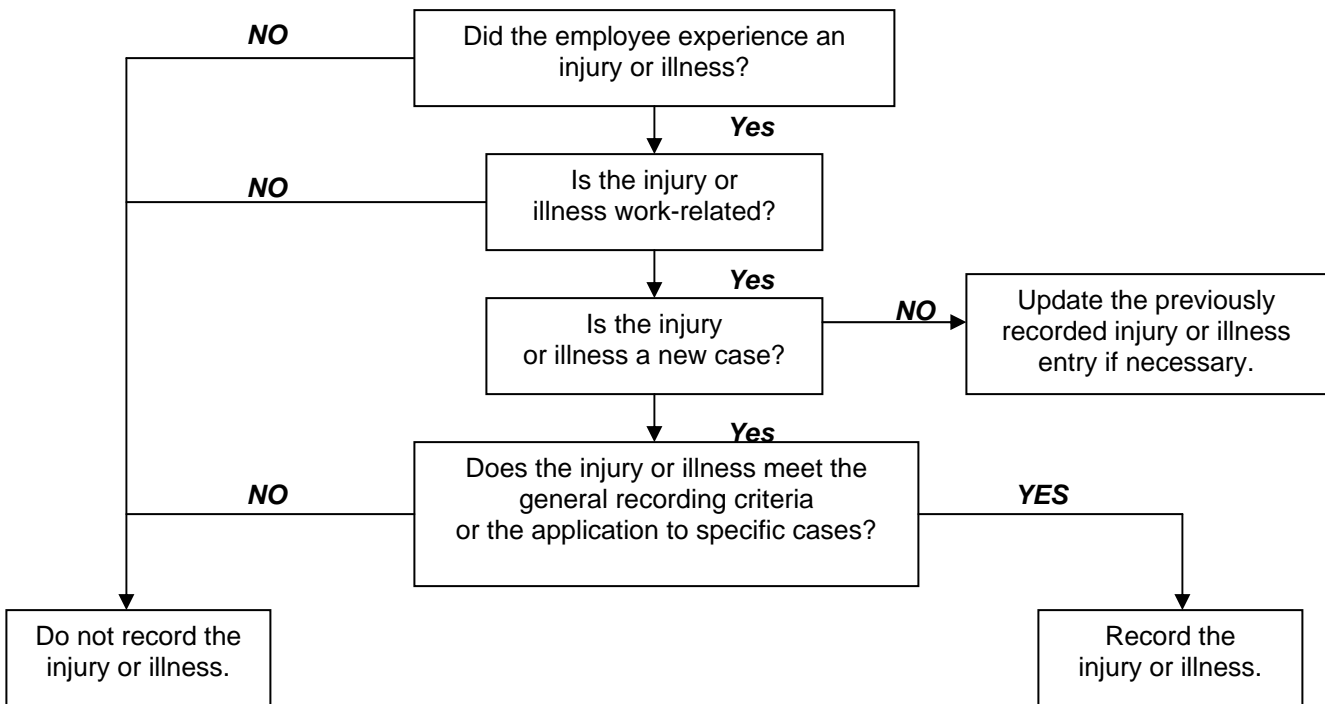 NO
Did the employee experience an
injury or illness?
Yes
NO
Is the injury or
illness work-related?
Yes
Is the injury
or illness a new case?
NO
Update the previously
recorded injury or illness
entry if necessary.
Yes
NO
Does the injury or illness meet the
general recording criteria
or the application to specific cases?
YES
Do not record the
injury or illness.
Record the
injury or illness.